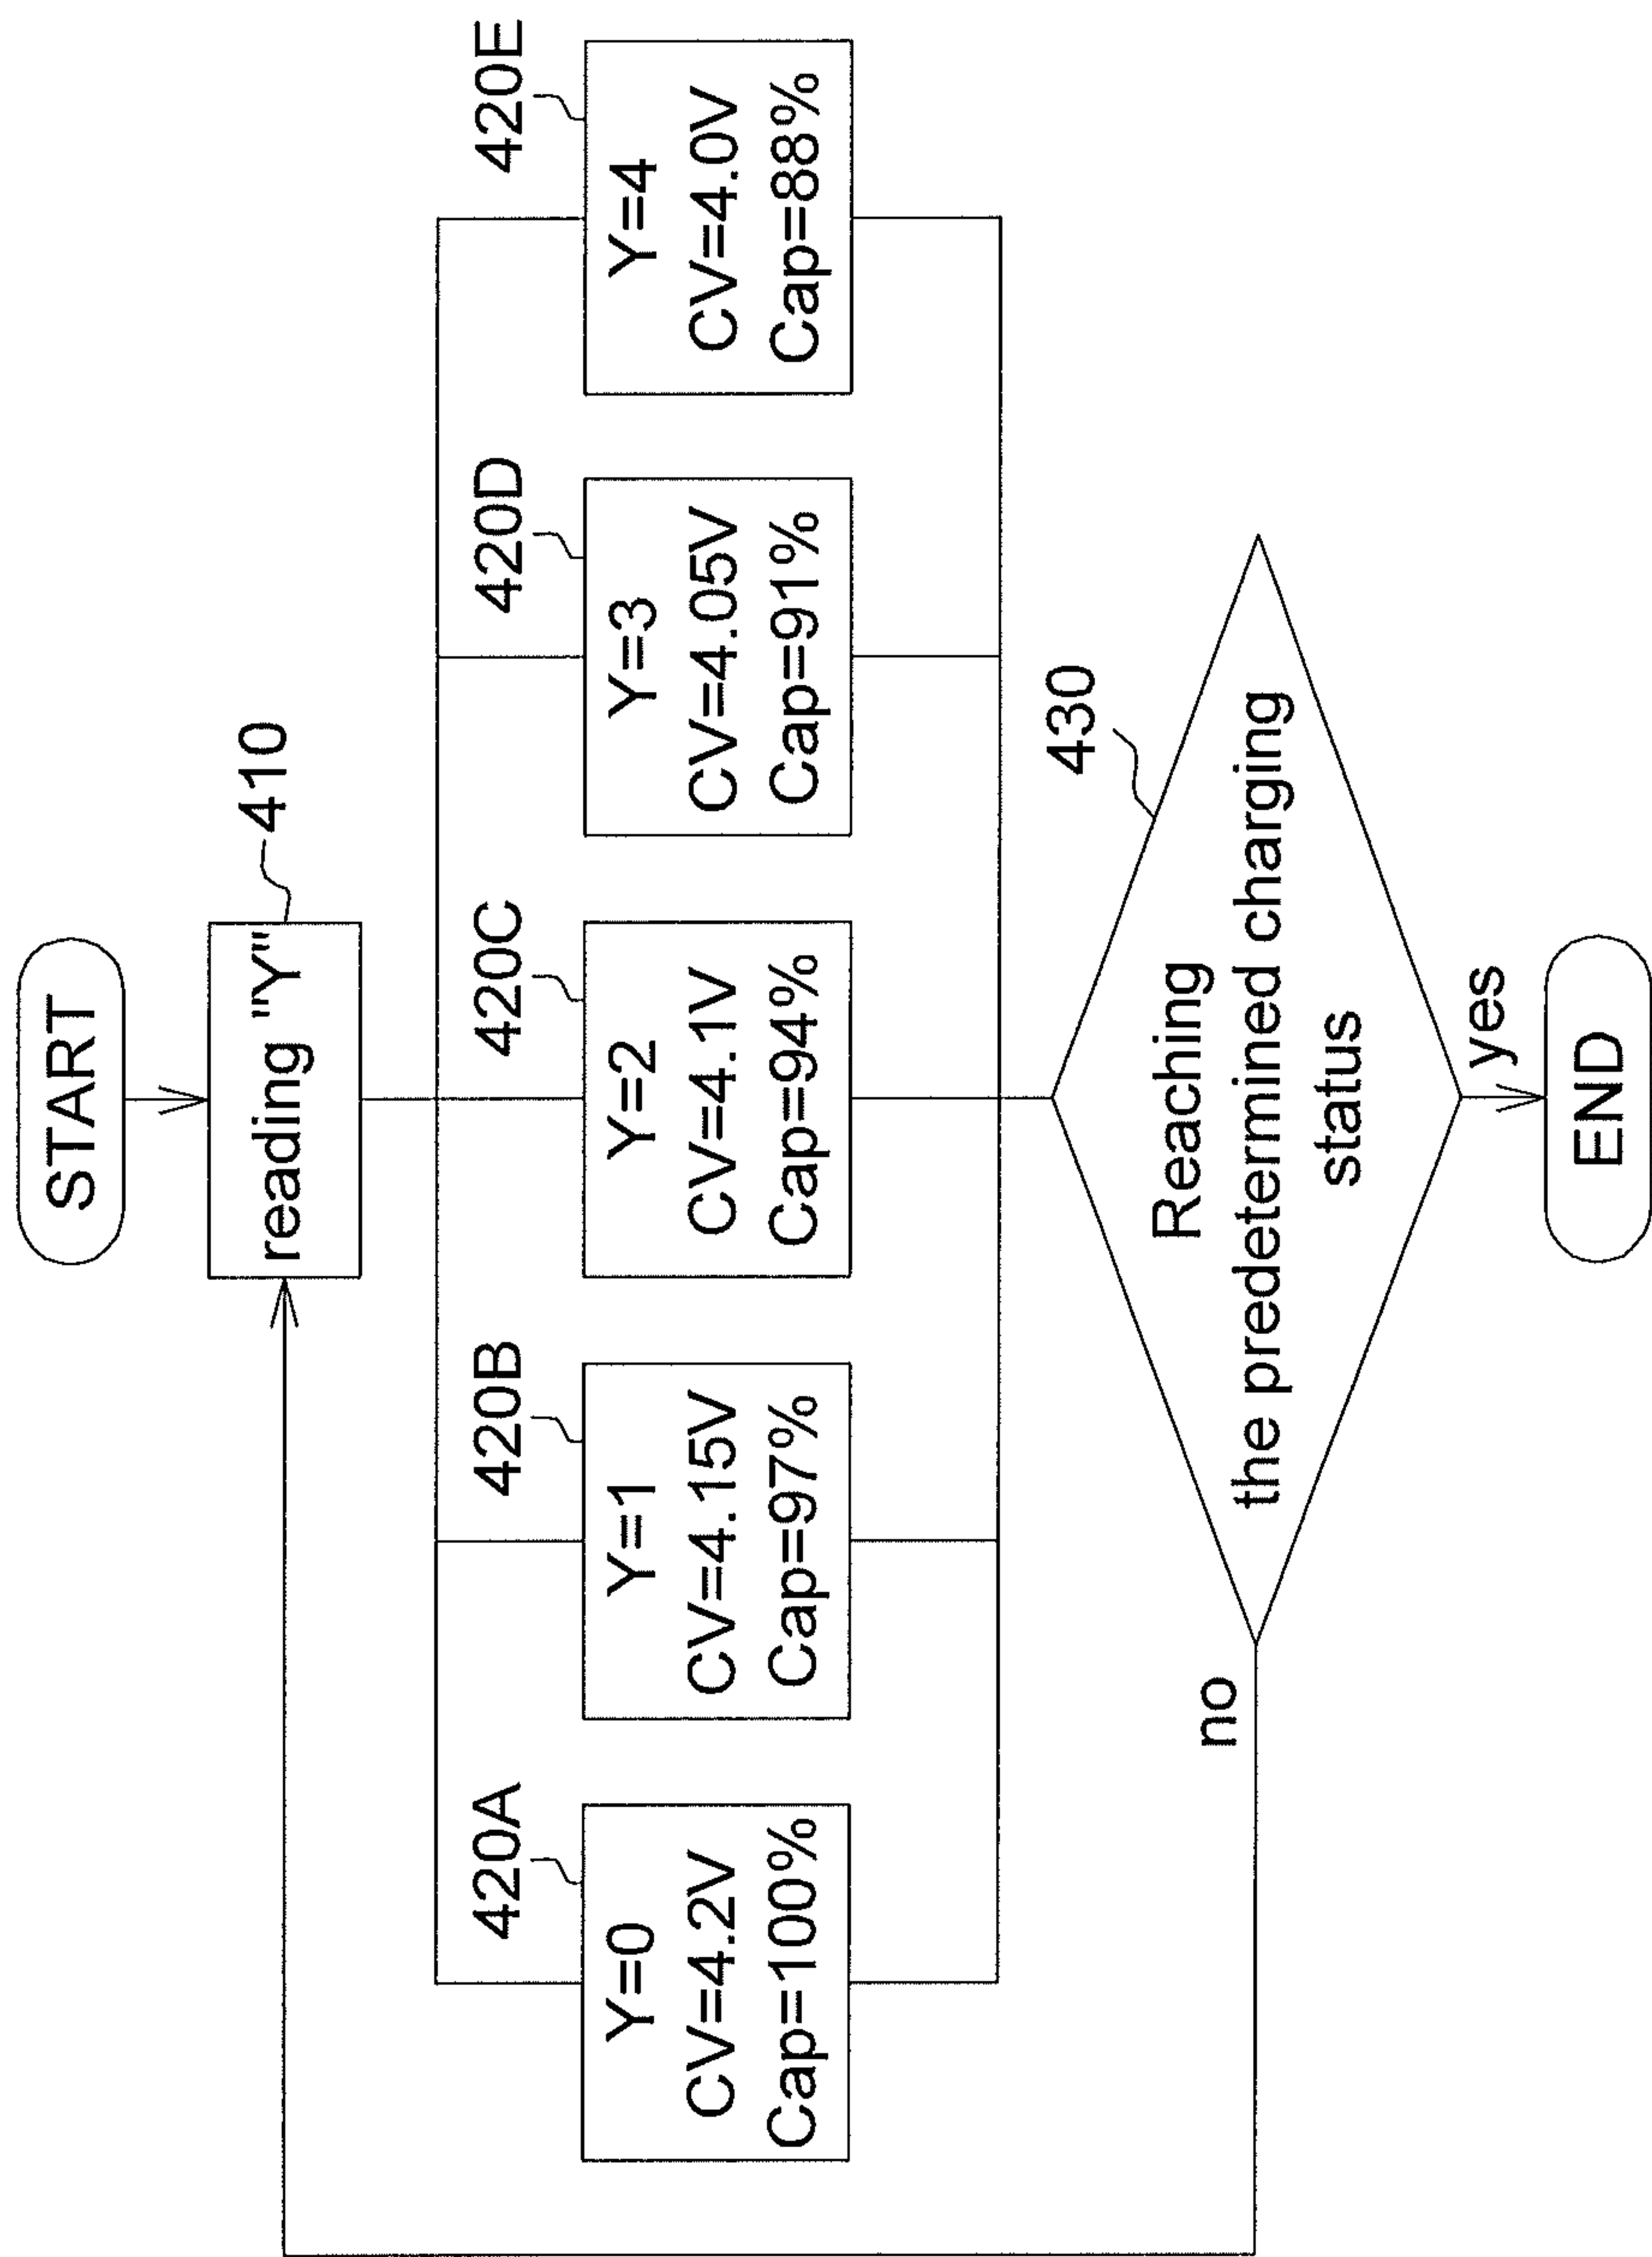 START
reading "Y"
410
420A
Y=0
CV=4.2V
Cap=100%
420B
Y=1
CV=4.15V
Cap=97%
420C
Y=2
CV=4.1V
Cap=94%
420D
Y=3
CV=4.05V
Cap=91%
420E
Y=4
CV=4.0V
Cap=88%
430
Reaching
the predetermined charging
status
no
yes
END